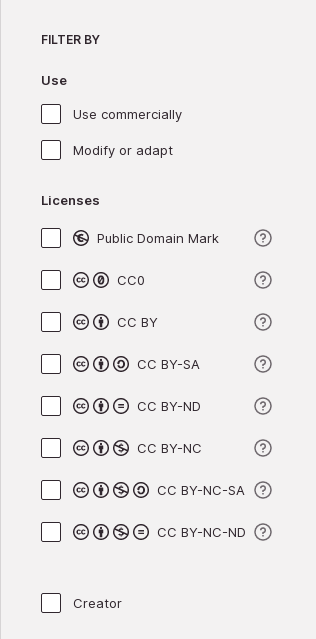 FILTER BY
Use
Use commercially
Modify or adapt
Licenses
Public Domain Mark
CC0
CC BY
CC BY-SA
CC BY-ND
CC BY-NC
CC BY-NC-SA
CC BY-NC-ND
Creator